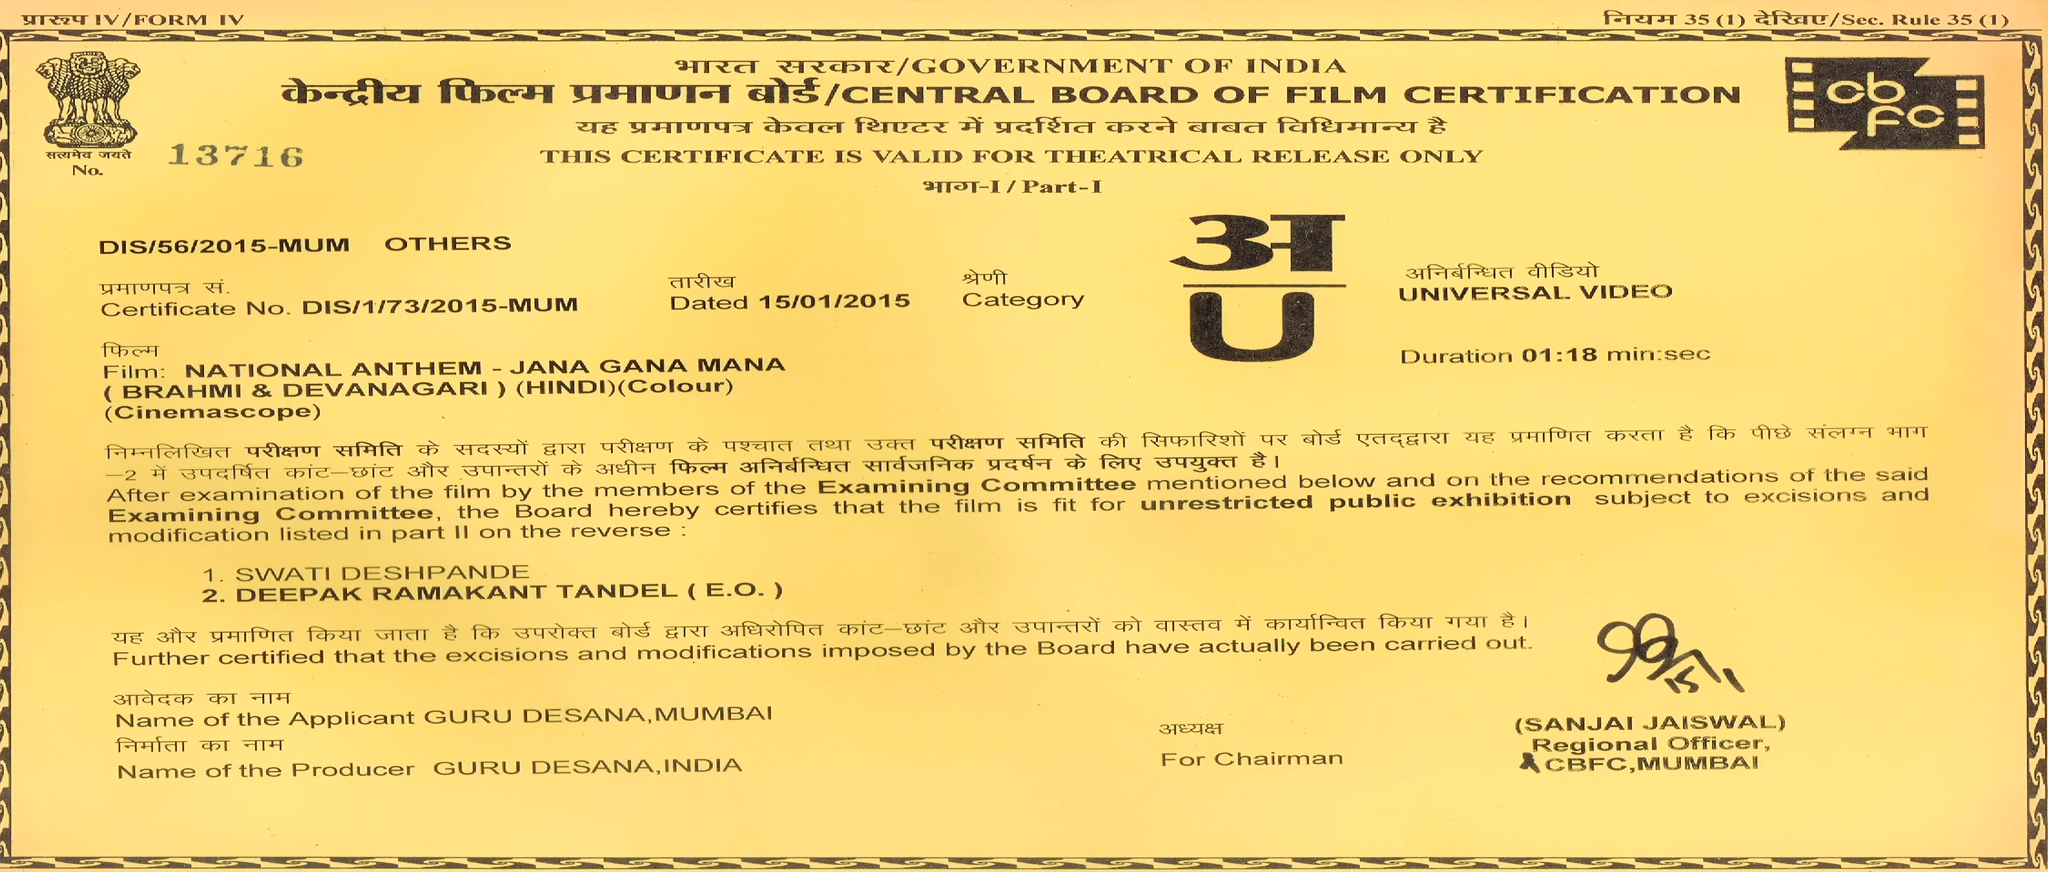 प्रारूप IV/FORM IV
नियम 35 (1) देखिए/Sec. Rule 35 (1)
भारत सरकार/GOVERNMENT OF INDIA
केन्द्रीय फिल्म प्रमाणन बोर्ड/CENTRAL BOARD OF FILM CERTIFICATION
cbfc
यह प्रमाणपत्र केवल थिएटर में प्रदर्शित करने बाबत विधिमान्य है
सत्यमेव जयते
No. 13716
THIS CERTIFICATE IS VALID FOR THEATRICAL RELEASE ONLY
भाग-I / Part-I
DIS/56/2015-MUM OTHERS
प्रमाणपत्र सं.
Certificate No. DIS/1/73/2015-MUM
तारीख
Dated 15/01/2015
श्रेणी
Category
अ
U
अनिर्बन्धित वीडियो
UNIVERSAL VIDEO
Duration 01:18 min:sec
फिल्म
Film: NATIONAL ANTHEM - JANA GANA MANA
( BRAHMI & DEVANAGARI ) (HINDI)(Colour)
(Cinemascope)
निम्नलिखित परीक्षण समिति के सदस्यों द्वारा परीक्षण के पश्चात तथा उक्त परीक्षण समिति की सिफारिशों पर बोर्ड एतद्द्वारा यह प्रमाणित करता है कि पीछे संलग्न भाग
–2 में उपदर्षित कांट–छांट और उपान्तरों के अधीन फिल्म अनिर्बन्धित सार्वजनिक प्रदर्षन के लिए उपयुक्त है।
After examination of the film by the members of the Examining Committee mentioned below and on the recommendations of the said
Examining Committee, the Board hereby certifies that the film is fit for unrestricted public exhibition subject to excisions and
modification listed in part II on the reverse :
1. SWATI DESHPANDE
2. DEEPAK RAMAKANT TANDEL ( E.O. )
यह और प्रमाणित किया जाता है कि उपरोक्त बोर्ड द्वारा अधिरोपित कांट–छांट और उपान्तरों को वास्तव में कार्यान्वित किया गया है।
Further certified that the excisions and modifications imposed by the Board have actually been carried out.
आवेदक का नाम
Name of the Applicant GURU DESANA,MUMBAI
निर्माता का नाम
Name of the Producer GURU DESANA,INDIA
अध्यक्ष
For Chairman
(SANJAI JAISWAL)
Regional Officer,
CBFC,MUMBAI